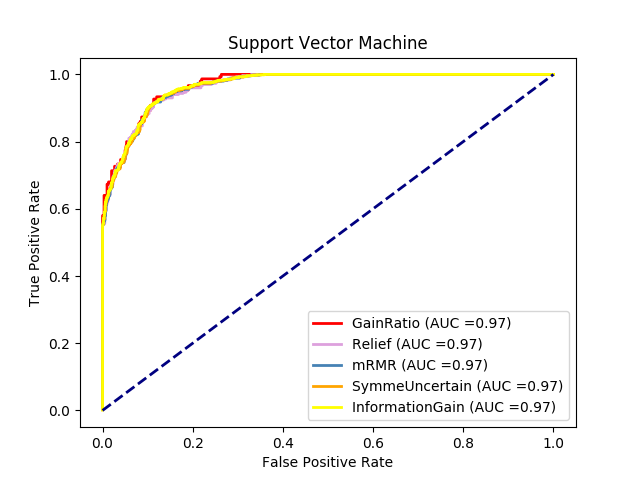 Support Vector Machine
True Positive Rate
1.0
0.8
0.6
0.4
0.2
0.0
0.0 0.2 0.4 0.6 0.8 1.0
False Positive Rate
GainRatio (AUC =0.97)
Relief (AUC =0.97)
mRMR (AUC =0.97)
SymmeUncertain (AUC =0.97)
InformationGain (AUC =0.97)